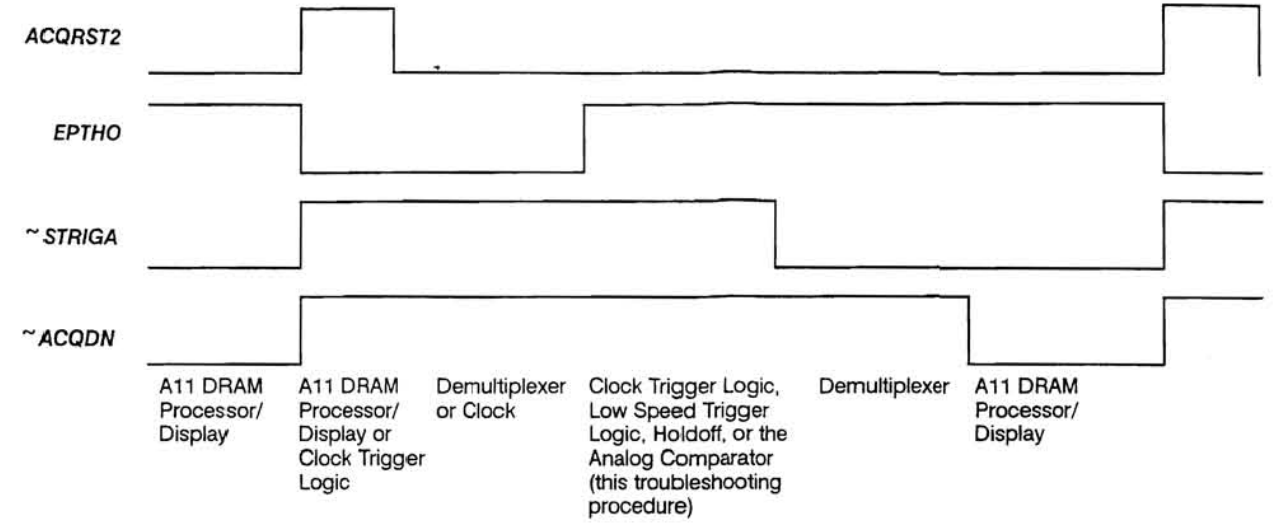 ACQRST2
EPTHO
~ STRIGA
~ ACQDN
A11 DRAM
Processor/
Display
A11 DRAM
Processor/
Display or
Clock Trigger
Logic
Demultiplexer
or Clock
Clock Trigger Logic,
Low Speed Trigger
Logic, Holdoff, or the
Analog Comparator
(this troubleshooting
procedure)
Demultiplexer
A11 DRAM
Processor/
Display